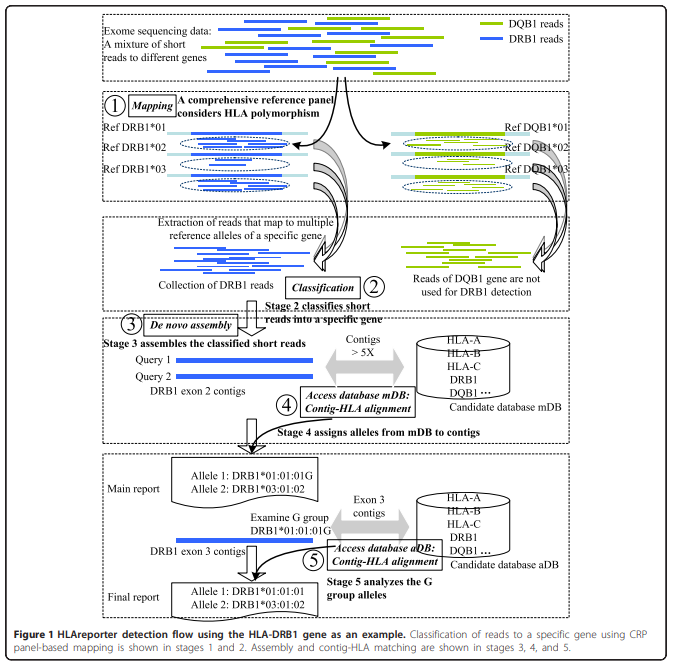 Exome sequencing data:
A mixture of short
reads to different genes
DQB1 reads
DRB1 reads
1 Mapping A comprehensive reference panel
considers HLA polymorphism
Ref DRB1*01
Ref DRB1*02
Ref DRB1*03
Ref DQB1*01
Ref DQB1*02
Ref DQB1*03
Extraction of reads that map to multiple
reference alleles of a specific gene
Collection of DRB1 reads
Classification 2
Reads of DQB1 gene are not
used for DRB1 detection
Stage 2 classifies short
reads into a specific gene
3 De novo assembly
Stage 3 assembles the classified short reads
Query 1
Query 2
DRB1 exon 2 contigs
Contigs
> 5X
HLA-A
HLA-B
HLA-C
DRB1
DQB1 ...
Candidate database mDB
4 Access database mDB:
Contig-HLA alignment
Stage 4 assigns alleles from mDB to contigs
Main report
Allele 1: DRB1*01:01:01G
Allele 2: DRB1*03:01:02
Examine G group
DRB1*01:01:01G
DRB1 exon 3 contigs
Exon 3
contigs
HLA-A
HLA-B
HLA-C
DRB1
DQB1 ...
Candidate database aDB
5 Access database aDB:
Contig-HLA alignment
Stage 5 analyzes the G
group alleles
Final report
Allele 1: DRB1*01:01:01
Allele 2: DRB1*03:01:02
Figure 1 HLAreporter detection flow using the HLA-DRB1 gene as an example. Classification of reads to a specific gene using CRP
panel-based mapping is shown in stages 1 and 2. Assembly and contig-HLA matching are shown in stages 3, 4, and 5.